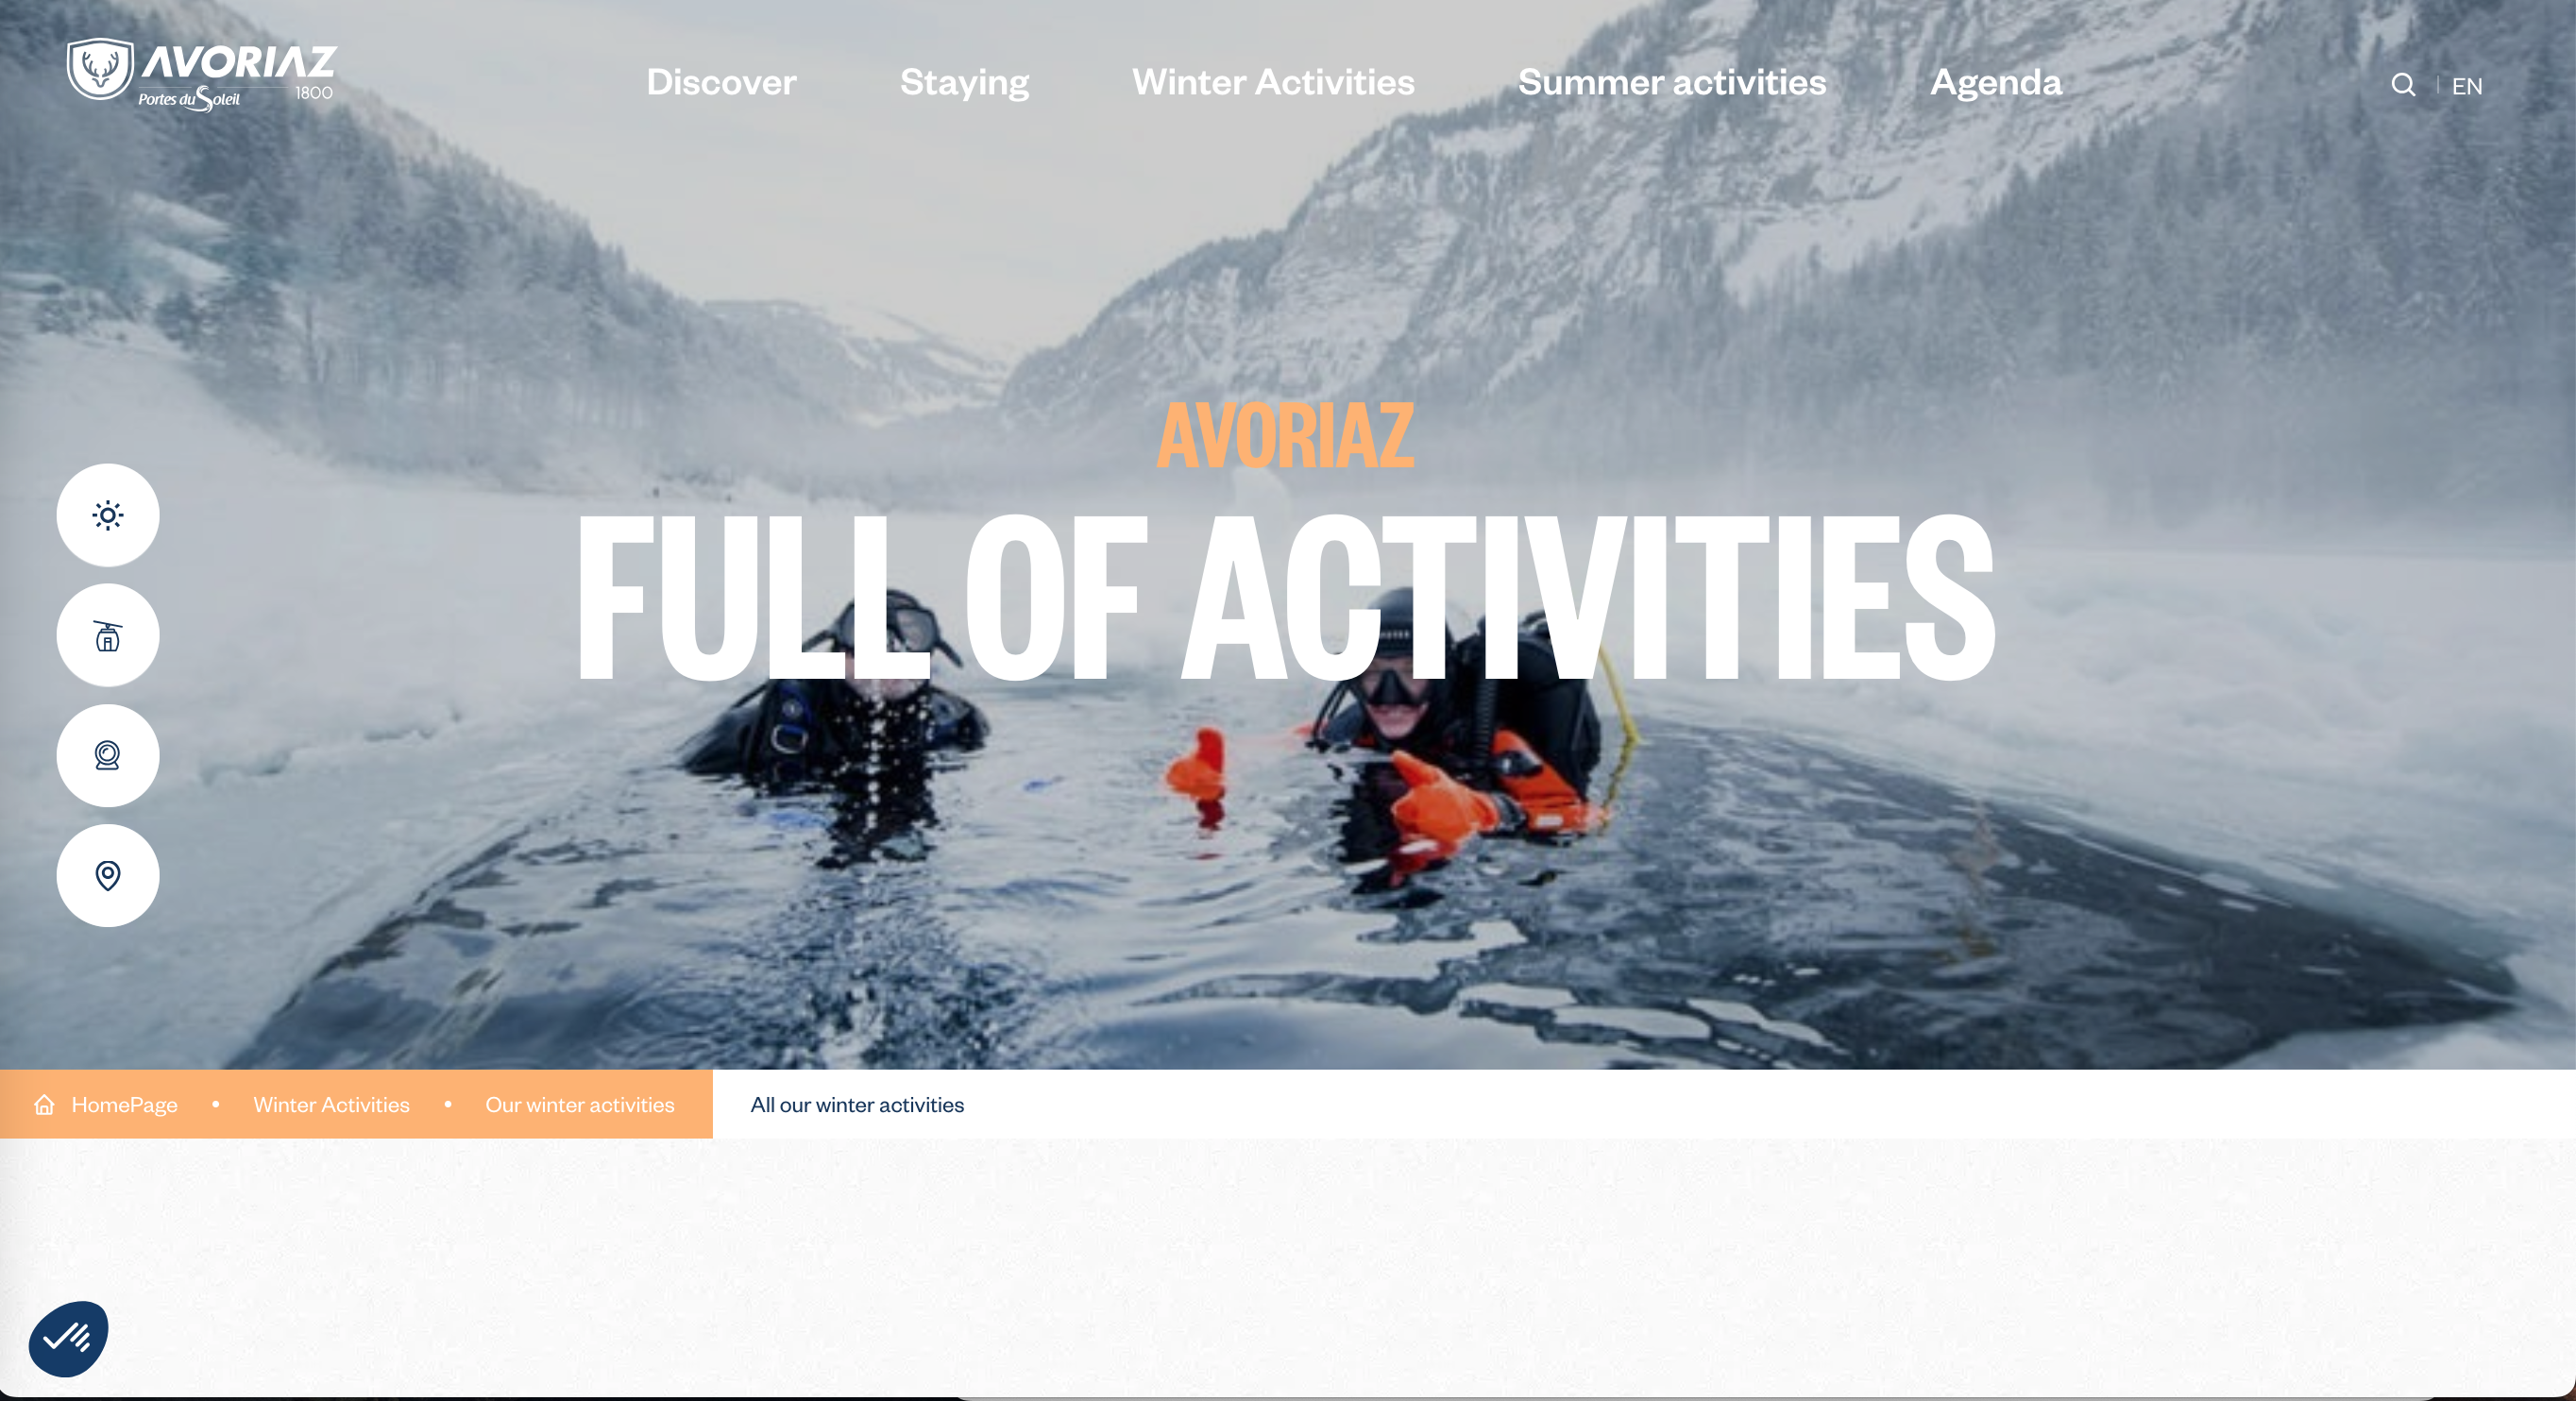 AVORIAZ
Portes du Soleil 1800
Discover
Staying
Winter Activities
Summer activities
Agenda
EN
AVORIAZ
FULL OF ACTIVITIES
HomePage • Winter Activities • Our winter activities
All our winter activities